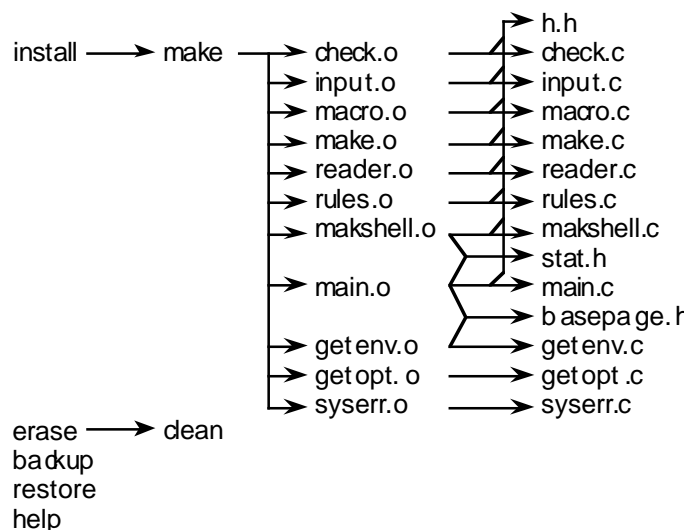 h.h
install make check.o check.c
input.o input.c
macro.o macro.c
make.o make.c
reader.o reader.c
rules.o rules.c
makshell.o makshell.c
stat.h
main.o main.c
basepage.h
getenv.o getenv.c
getopt.o getopt.c
syserr.o syserr.c
erase clean
backup
restore
help